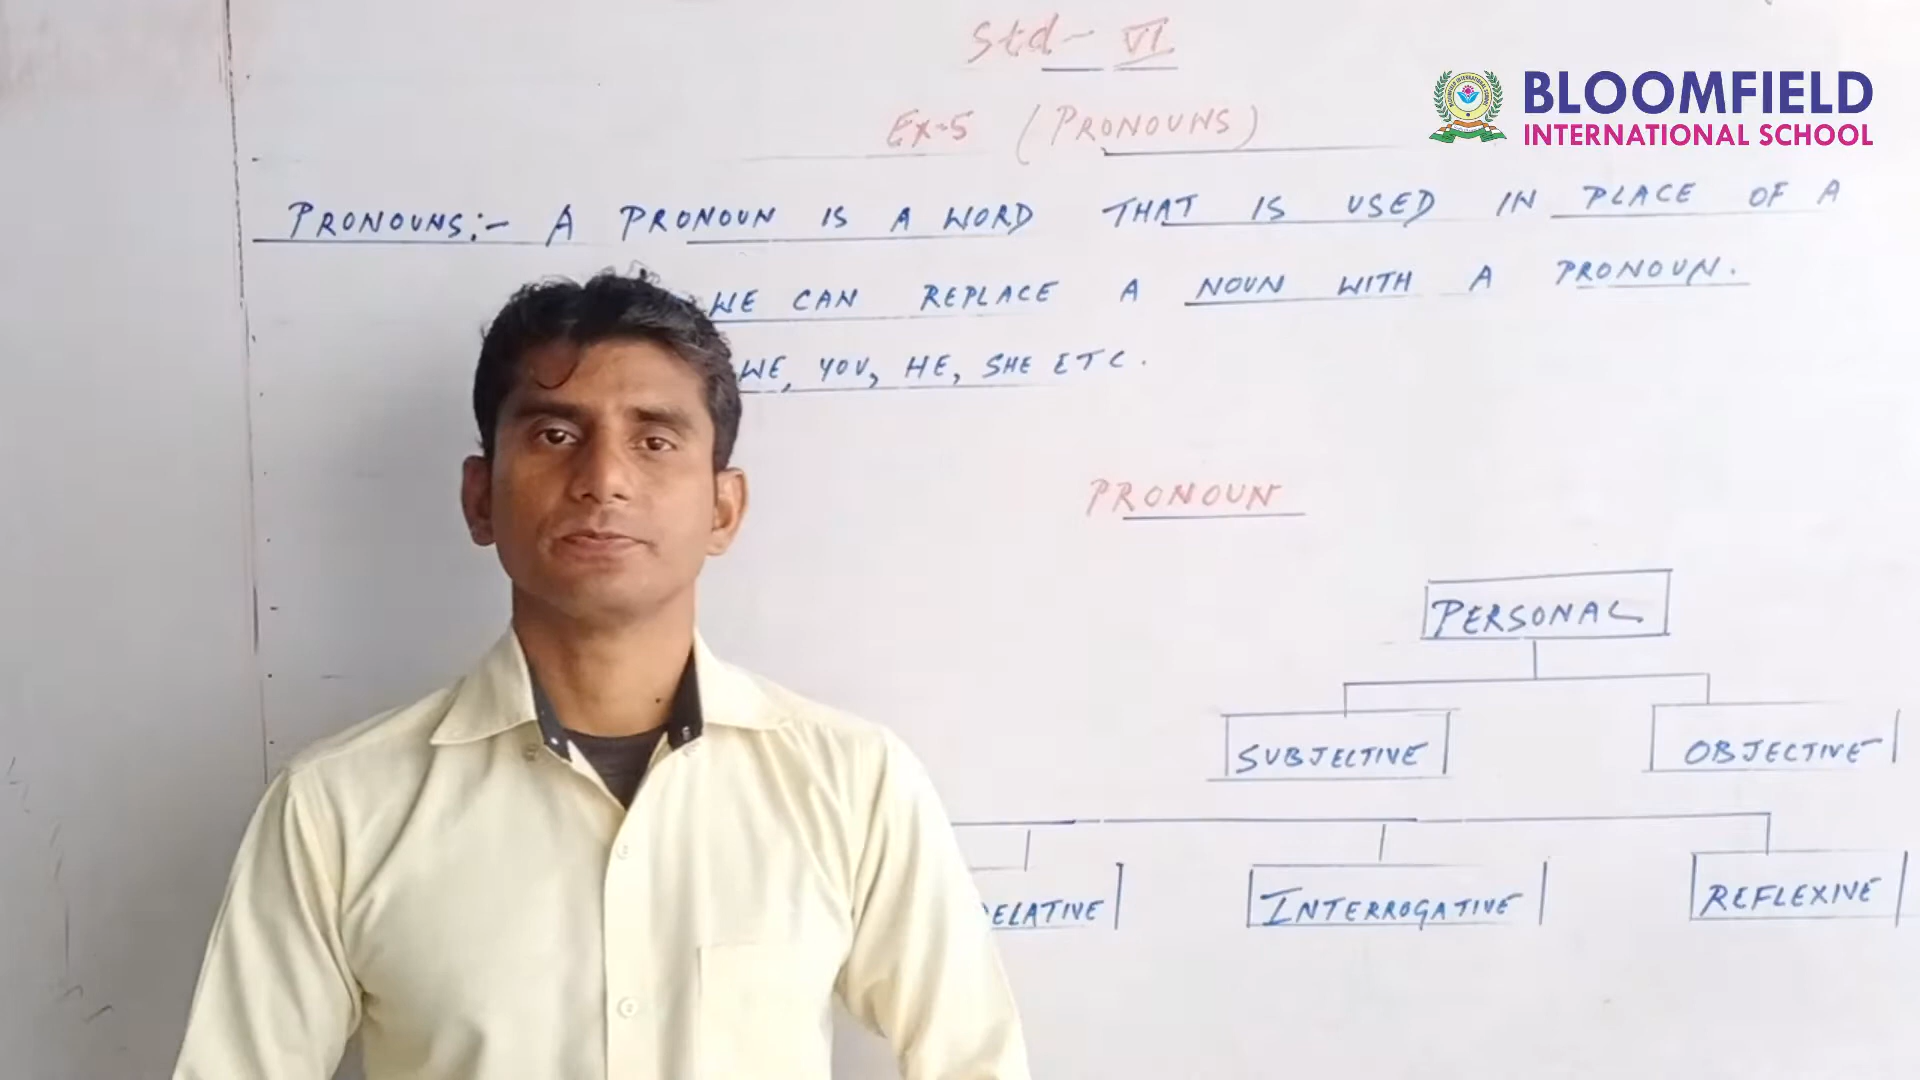 Std - VI
BLOOMFIELD
INTERNATIONAL SCHOOL
Ex-5 (PRONOUNS)
PRONOUNS:- A PRONOUN IS A WORD THAT IS USED IN PLACE OF A
WE CAN REPLACE A NOUN WITH A PRONOUN.
WE, YOU, HE, SHE ETC.
PRONOUN
PERSONAL
SUBJECTIVE OBJECTIVE
ELATIVE INTERROGATIVE REFLEXIVE